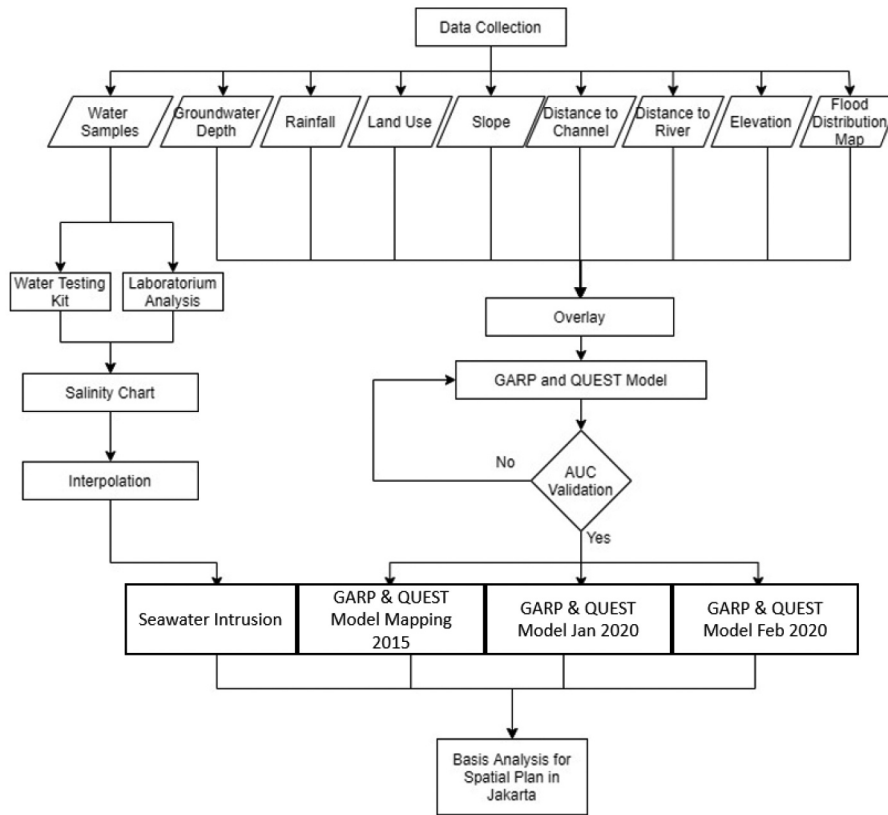 Data Collection
Water
Samples
Groundwater
Depth
Rainfall
Land Use
Slope
Distance to
Channel
Distance to
River
Elevation
Flood
Distribution
Map
Water Testing
Kit
Laboratorium
Analysis
Overlay
Salinity Chart
GARP and QUEST Model
Interpolation
No
AUC
Validation
Yes
Seawater Intrusion
GARP & QUEST
Model Mapping
2015
GARP & QUEST
Model Jan 2020
GARP & QUEST
Model Feb 2020
Basis Analysis for
Spatial Plan in
Jakarta